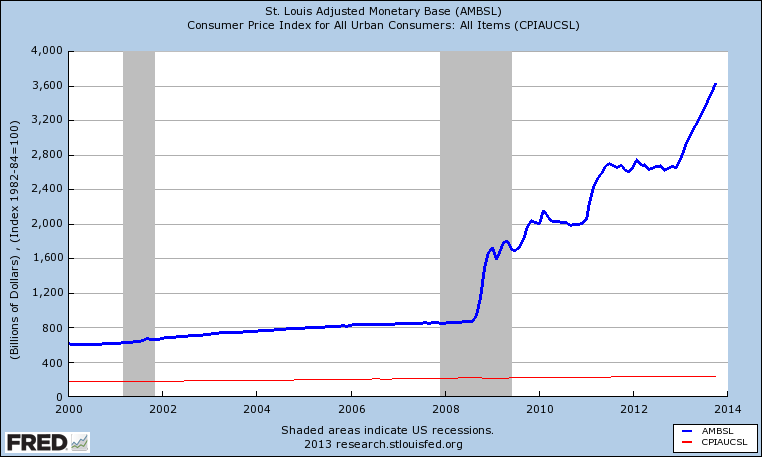 St. Louis Adjusted Monetary Base (AMBSL)
Consumer Price Index for All Urban Consumers: All Items (CPIAUCSL)
(Billions of Dollars) , (Index 1982-84=100)
4,000
3,600
3,200
2,800
2,400
2,000
1,600
1,200
800
400
0
2000 2002 2004 2006 2008 2010 2012 2014
Shaded areas indicate US recessions.
2013 research.stlouisfed.org
FRED
AMBSL
CPIAUCSL